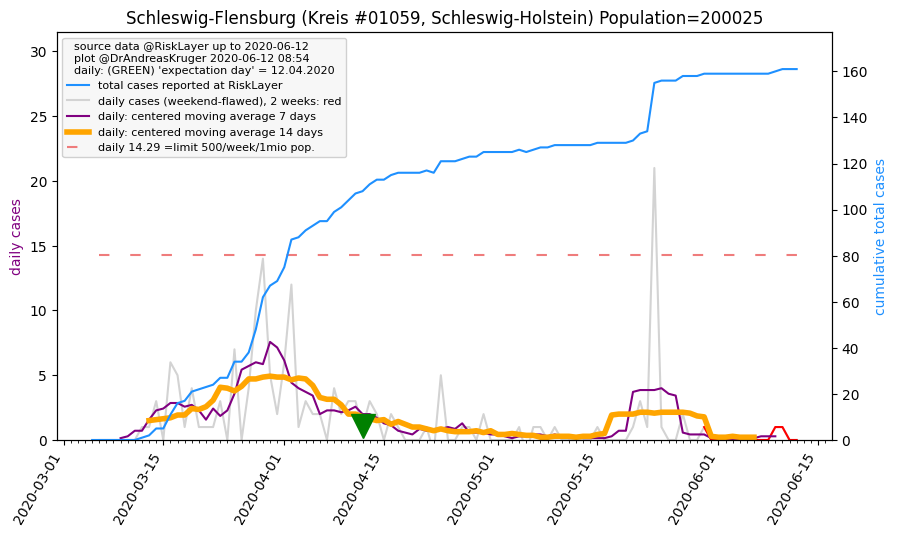 Schleswig-Flensburg (Kreis #01059, Schleswig-Holstein) Population=200025
source data @RiskLayer up to 2020-06-12
plot @DrAndreasKruger 2020-06-12 08:54
daily: (GREEN) 'expectation day' = 12.04.2020
total cases reported at RiskLayer
daily cases (weekend-flawed), 2 weeks: red
daily: centered moving average 7 days
daily: centered moving average 14 days
daily 14.29 =limit 500/week/1mio pop.
daily cases
30
25
20
15
10
5
0
cumulative total cases
160
140
120
100
80
60
40
20
0
2020-03-01
2020-03-15
2020-04-01
2020-04-15
2020-05-01
2020-05-15
2020-06-01
2020-06-15